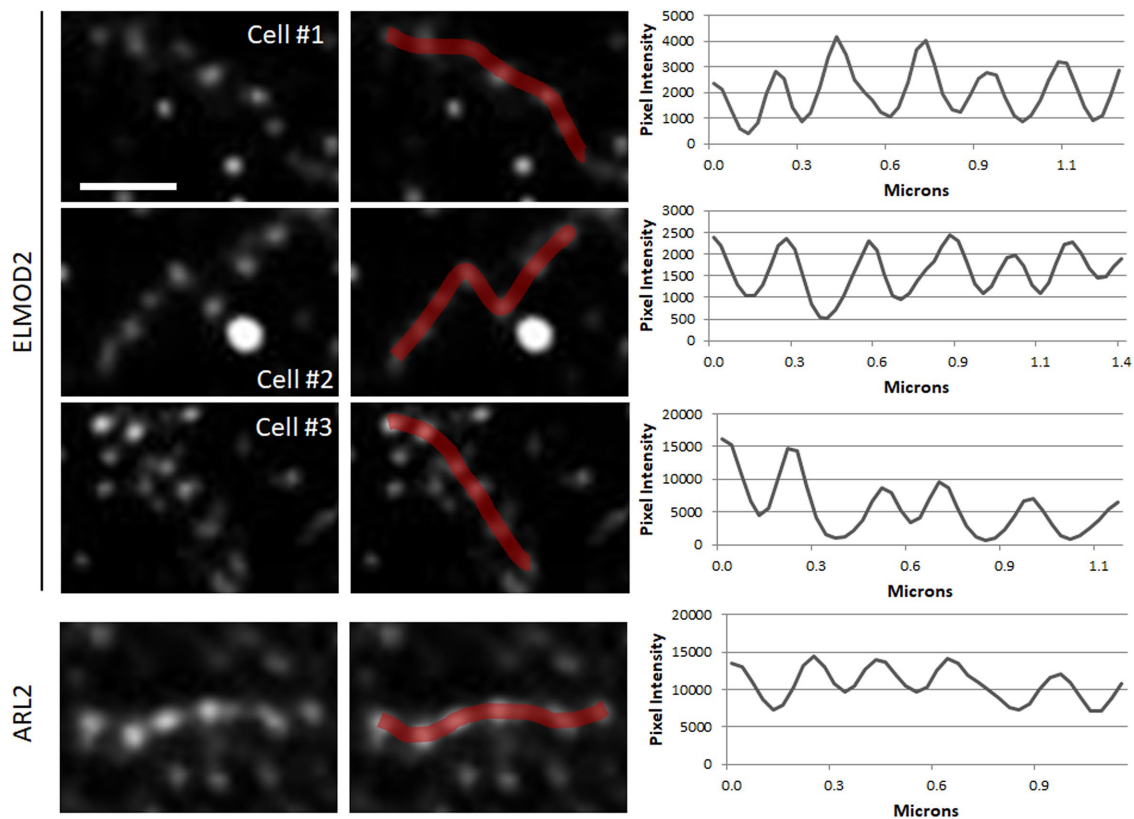 ELMOD2
Cell #1
Pixel Intensity
5000
4000
3000
2000
1000
0
0.0 0.3 0.6 0.9 1.1
Microns
Cell #2
Pixel Intensity
3000
2500
2000
1500
1000
500
0
0.0 0.3 0.6 0.9 1.1 1.4
Microns
Cell #3
Pixel Intensity
20000
15000
10000
5000
0
0.0 0.3 0.6 0.9 1.1
Microns
ARL2
Pixel Intensity
20000
15000
10000
5000
0
0.0 0.3 0.6 0.9
Microns